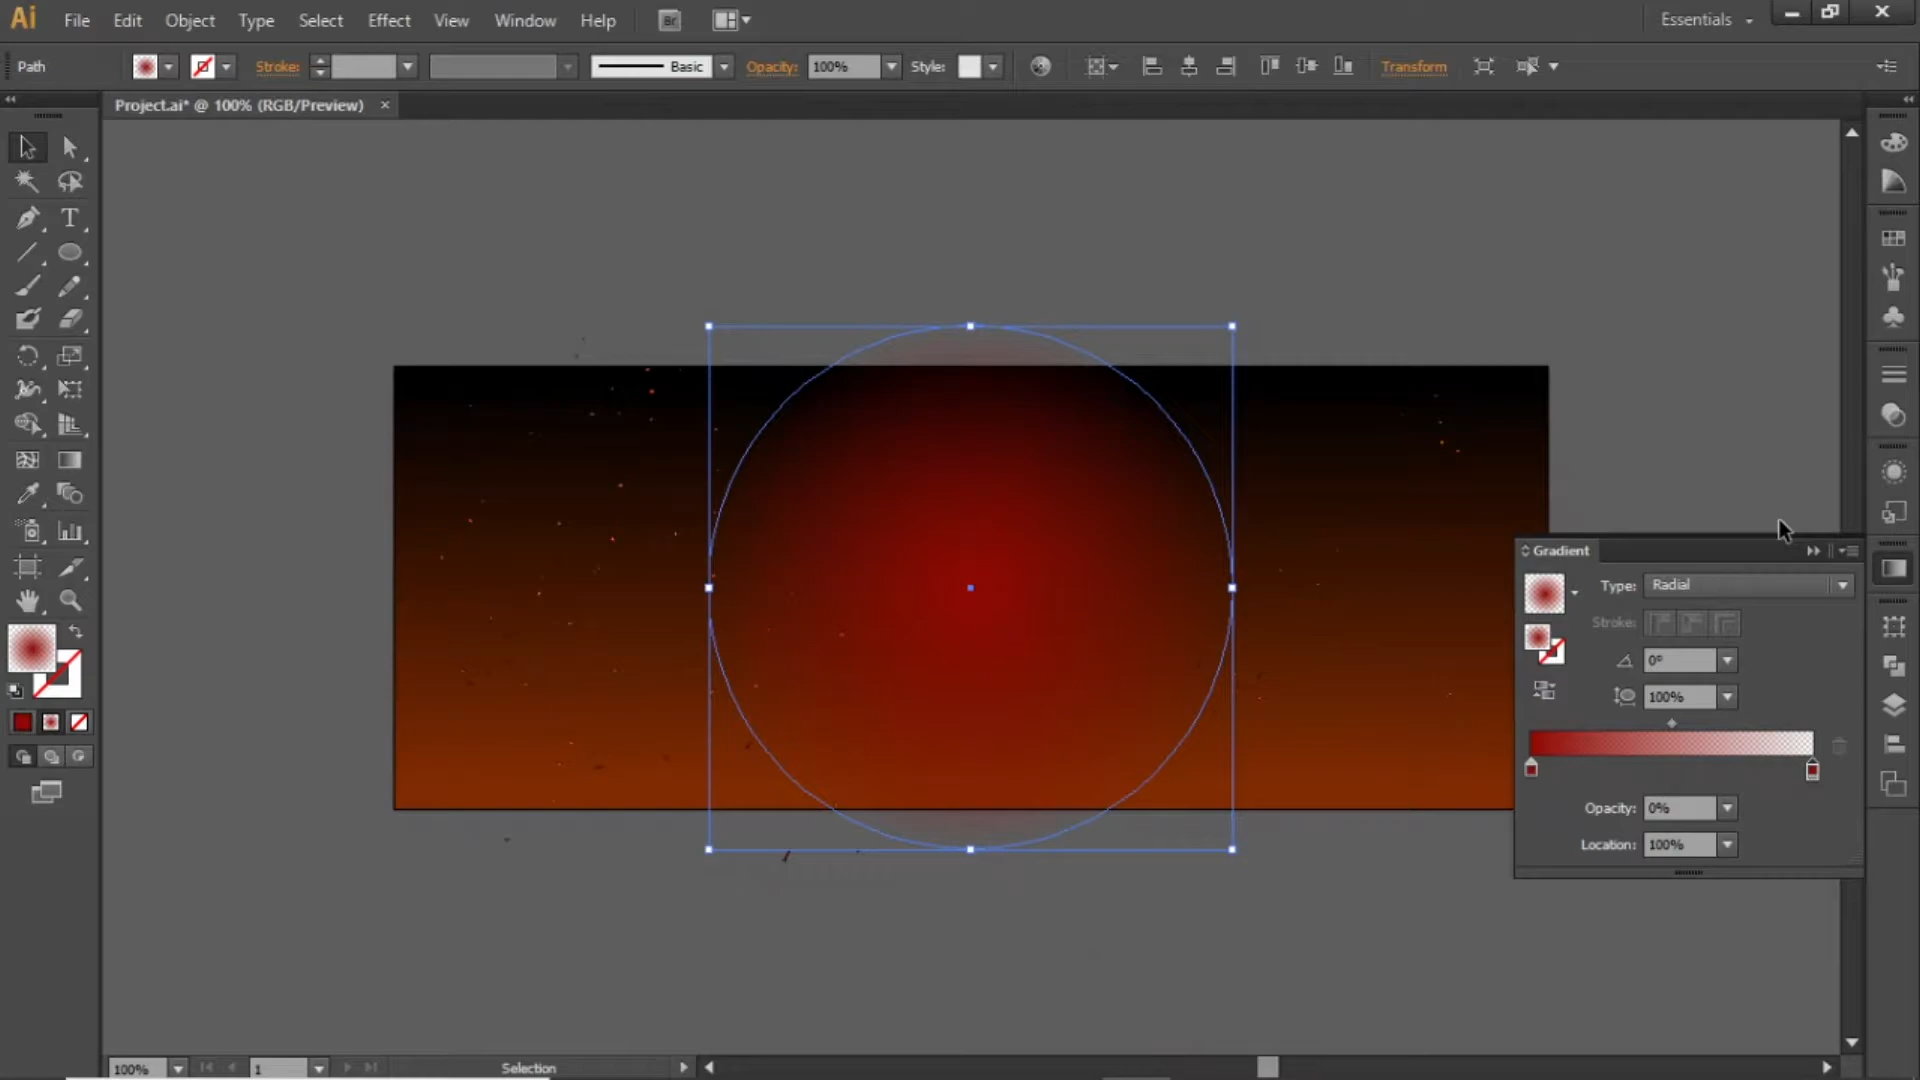 Ai File Edit Object Type Select Effect View Window Help Br Essentials
Path Stroke: Basic Opacity: 100% Style: Transform
Project.ai* @ 100% (RGB/Preview)
T
Gradient
Type: Radial
Stroke:
0°
100%
Opacity: 0%
Location: 100%
100% 1 Selection